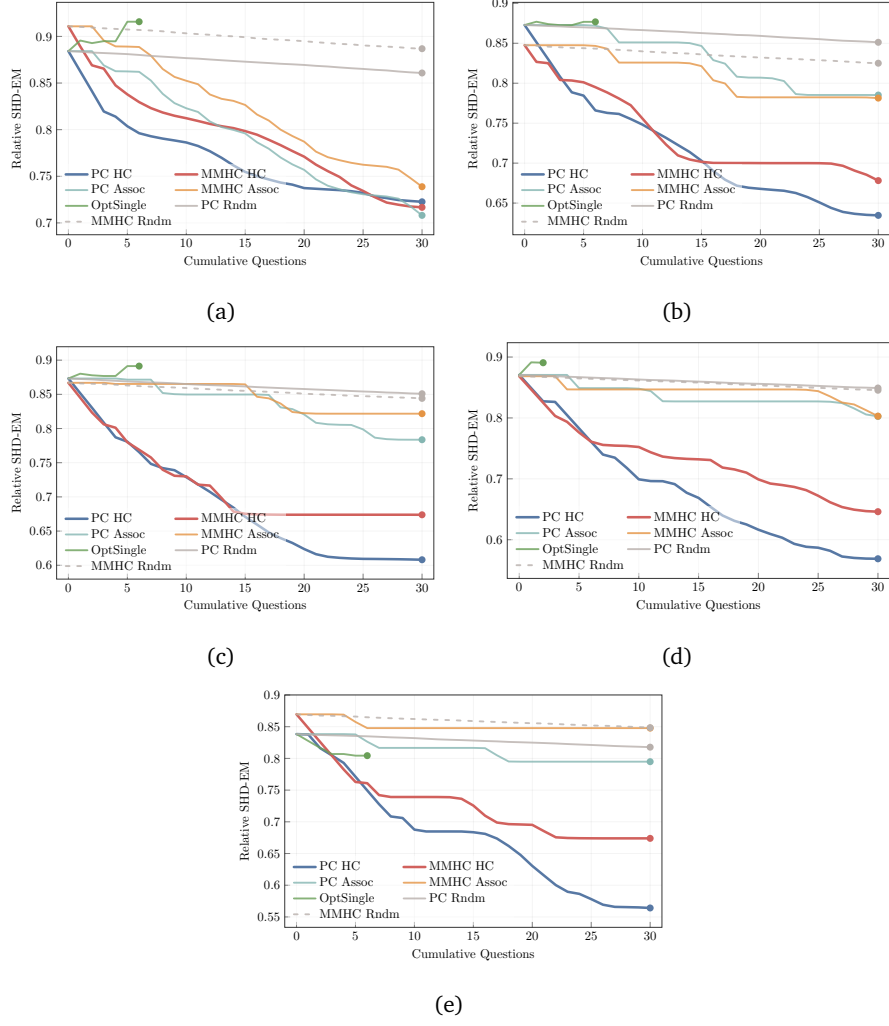 Relative SHD-EM
0.9
0.85
0.8
0.75
0.7
PC HC
MMHC HC
PC Assoc
MMHC Assoc
OptSingle
PC Rndm
MMHC Rndm
0 5 10 15 20 25 30
Cumulative Questions
(a)
Relative SHD-EM
0.9
0.85
0.8
0.75
0.7
0.65
PC HC
MMHC HC
PC Assoc
MMHC Assoc
OptSingle
PC Rndm
MMHC Rndm
0 5 10 15 20 25 30
Cumulative Questions
(b)
Relative SHD-EM
0.9
0.85
0.8
0.75
0.7
0.65
0.6
PC HC
MMHC HC
PC Assoc
MMHC Assoc
OptSingle
PC Rndm
MMHC Rndm
0 5 10 15 20 25 30
Cumulative Questions
(c)
Relative SHD-EM
0.9
0.8
0.7
0.6
PC HC
MMHC HC
PC Assoc
MMHC Assoc
OptSingle
PC Rndm
MMHC Rndm
0 5 10 15 20 25 30
Cumulative Questions
(d)
Relative SHD-EM
0.9
0.85
0.8
0.75
0.7
0.65
0.6
0.55
PC HC
MMHC HC
PC Assoc
MMHC Assoc
OptSingle
PC Rndm
MMHC Rndm
0 5 10 15 20 25 30
Cumulative Questions
(e)